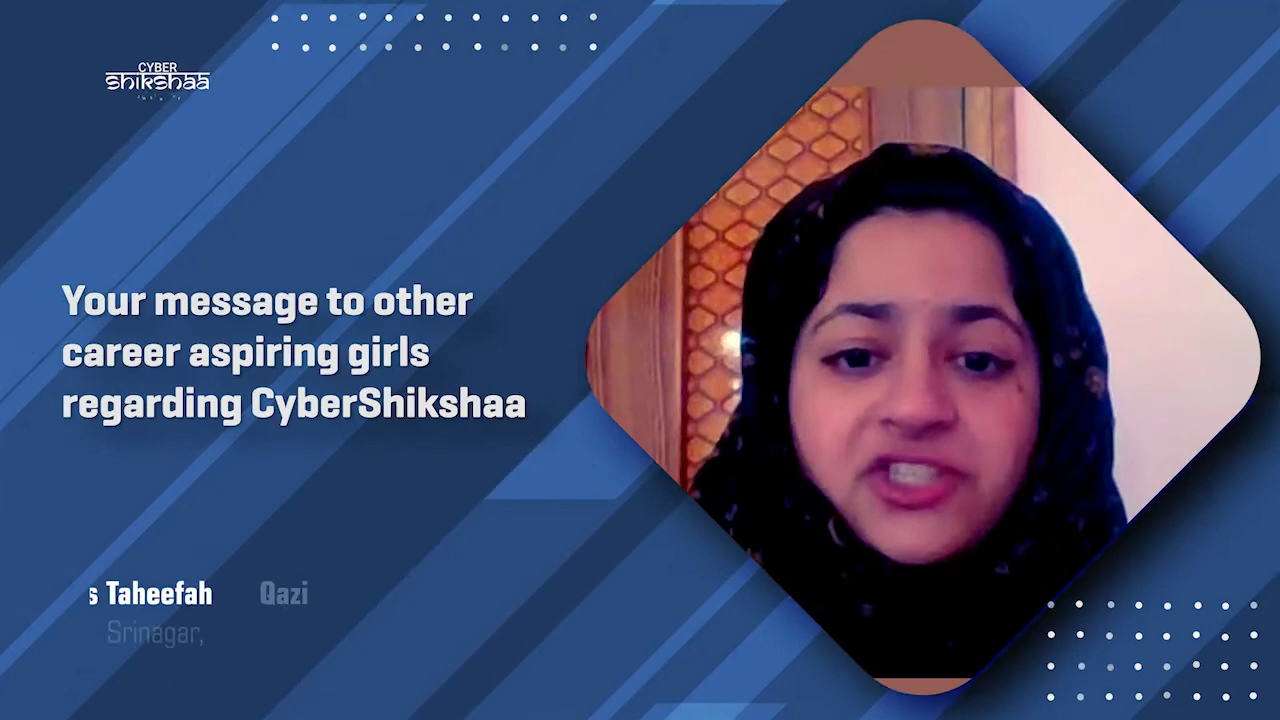 CYBER
shikshaa
Your message to other
career aspiring girls
regarding CyberShikshaa
s Taheefah Qazi
Srinagar,